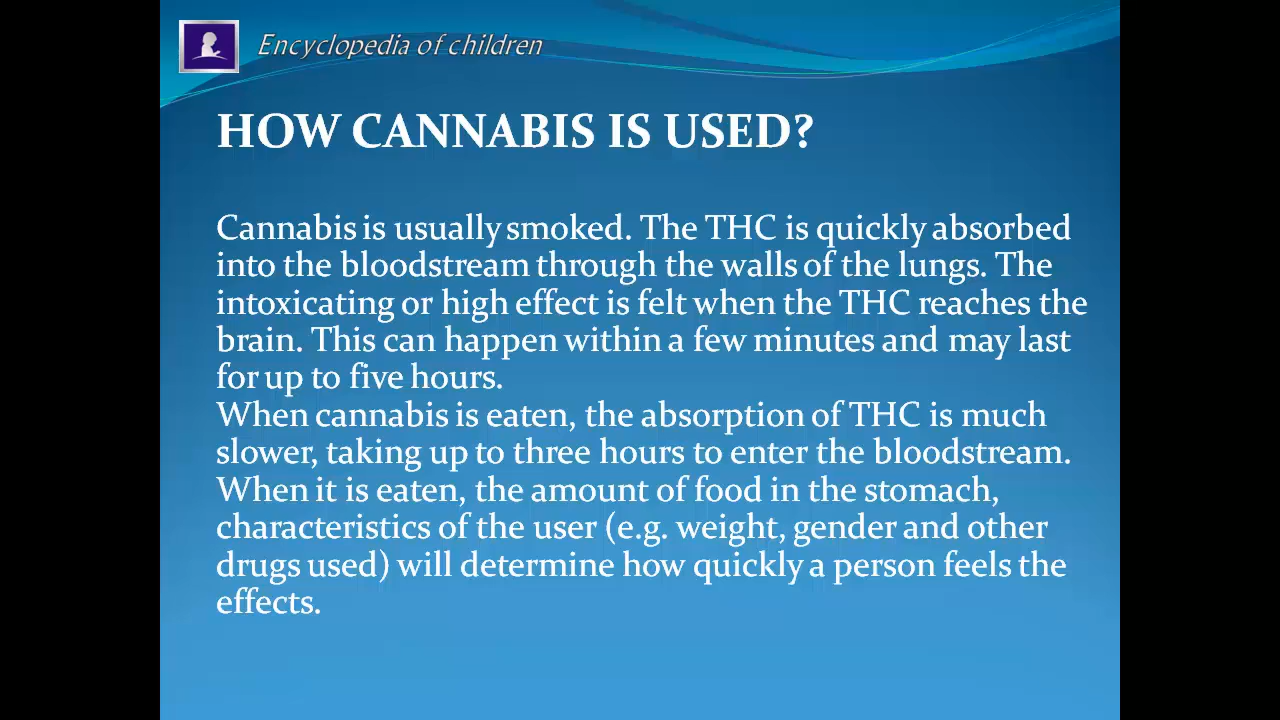 Encyclopedia of children
HOW CANNABIS IS USED?
Cannabis is usually smoked. The THC is quickly absorbed
into the bloodstream through the walls of the lungs. The
intoxicating or high effect is felt when the THC reaches the
brain. This can happen within a few minutes and may last
for up to five hours.
When cannabis is eaten, the absorption of THC is much
slower, taking up to three hours to enter the bloodstream.
When it is eaten, the amount of food in the stomach,
characteristics of the user (e.g. weight, gender and other
drugs used) will determine how quickly a person feels the
effects.